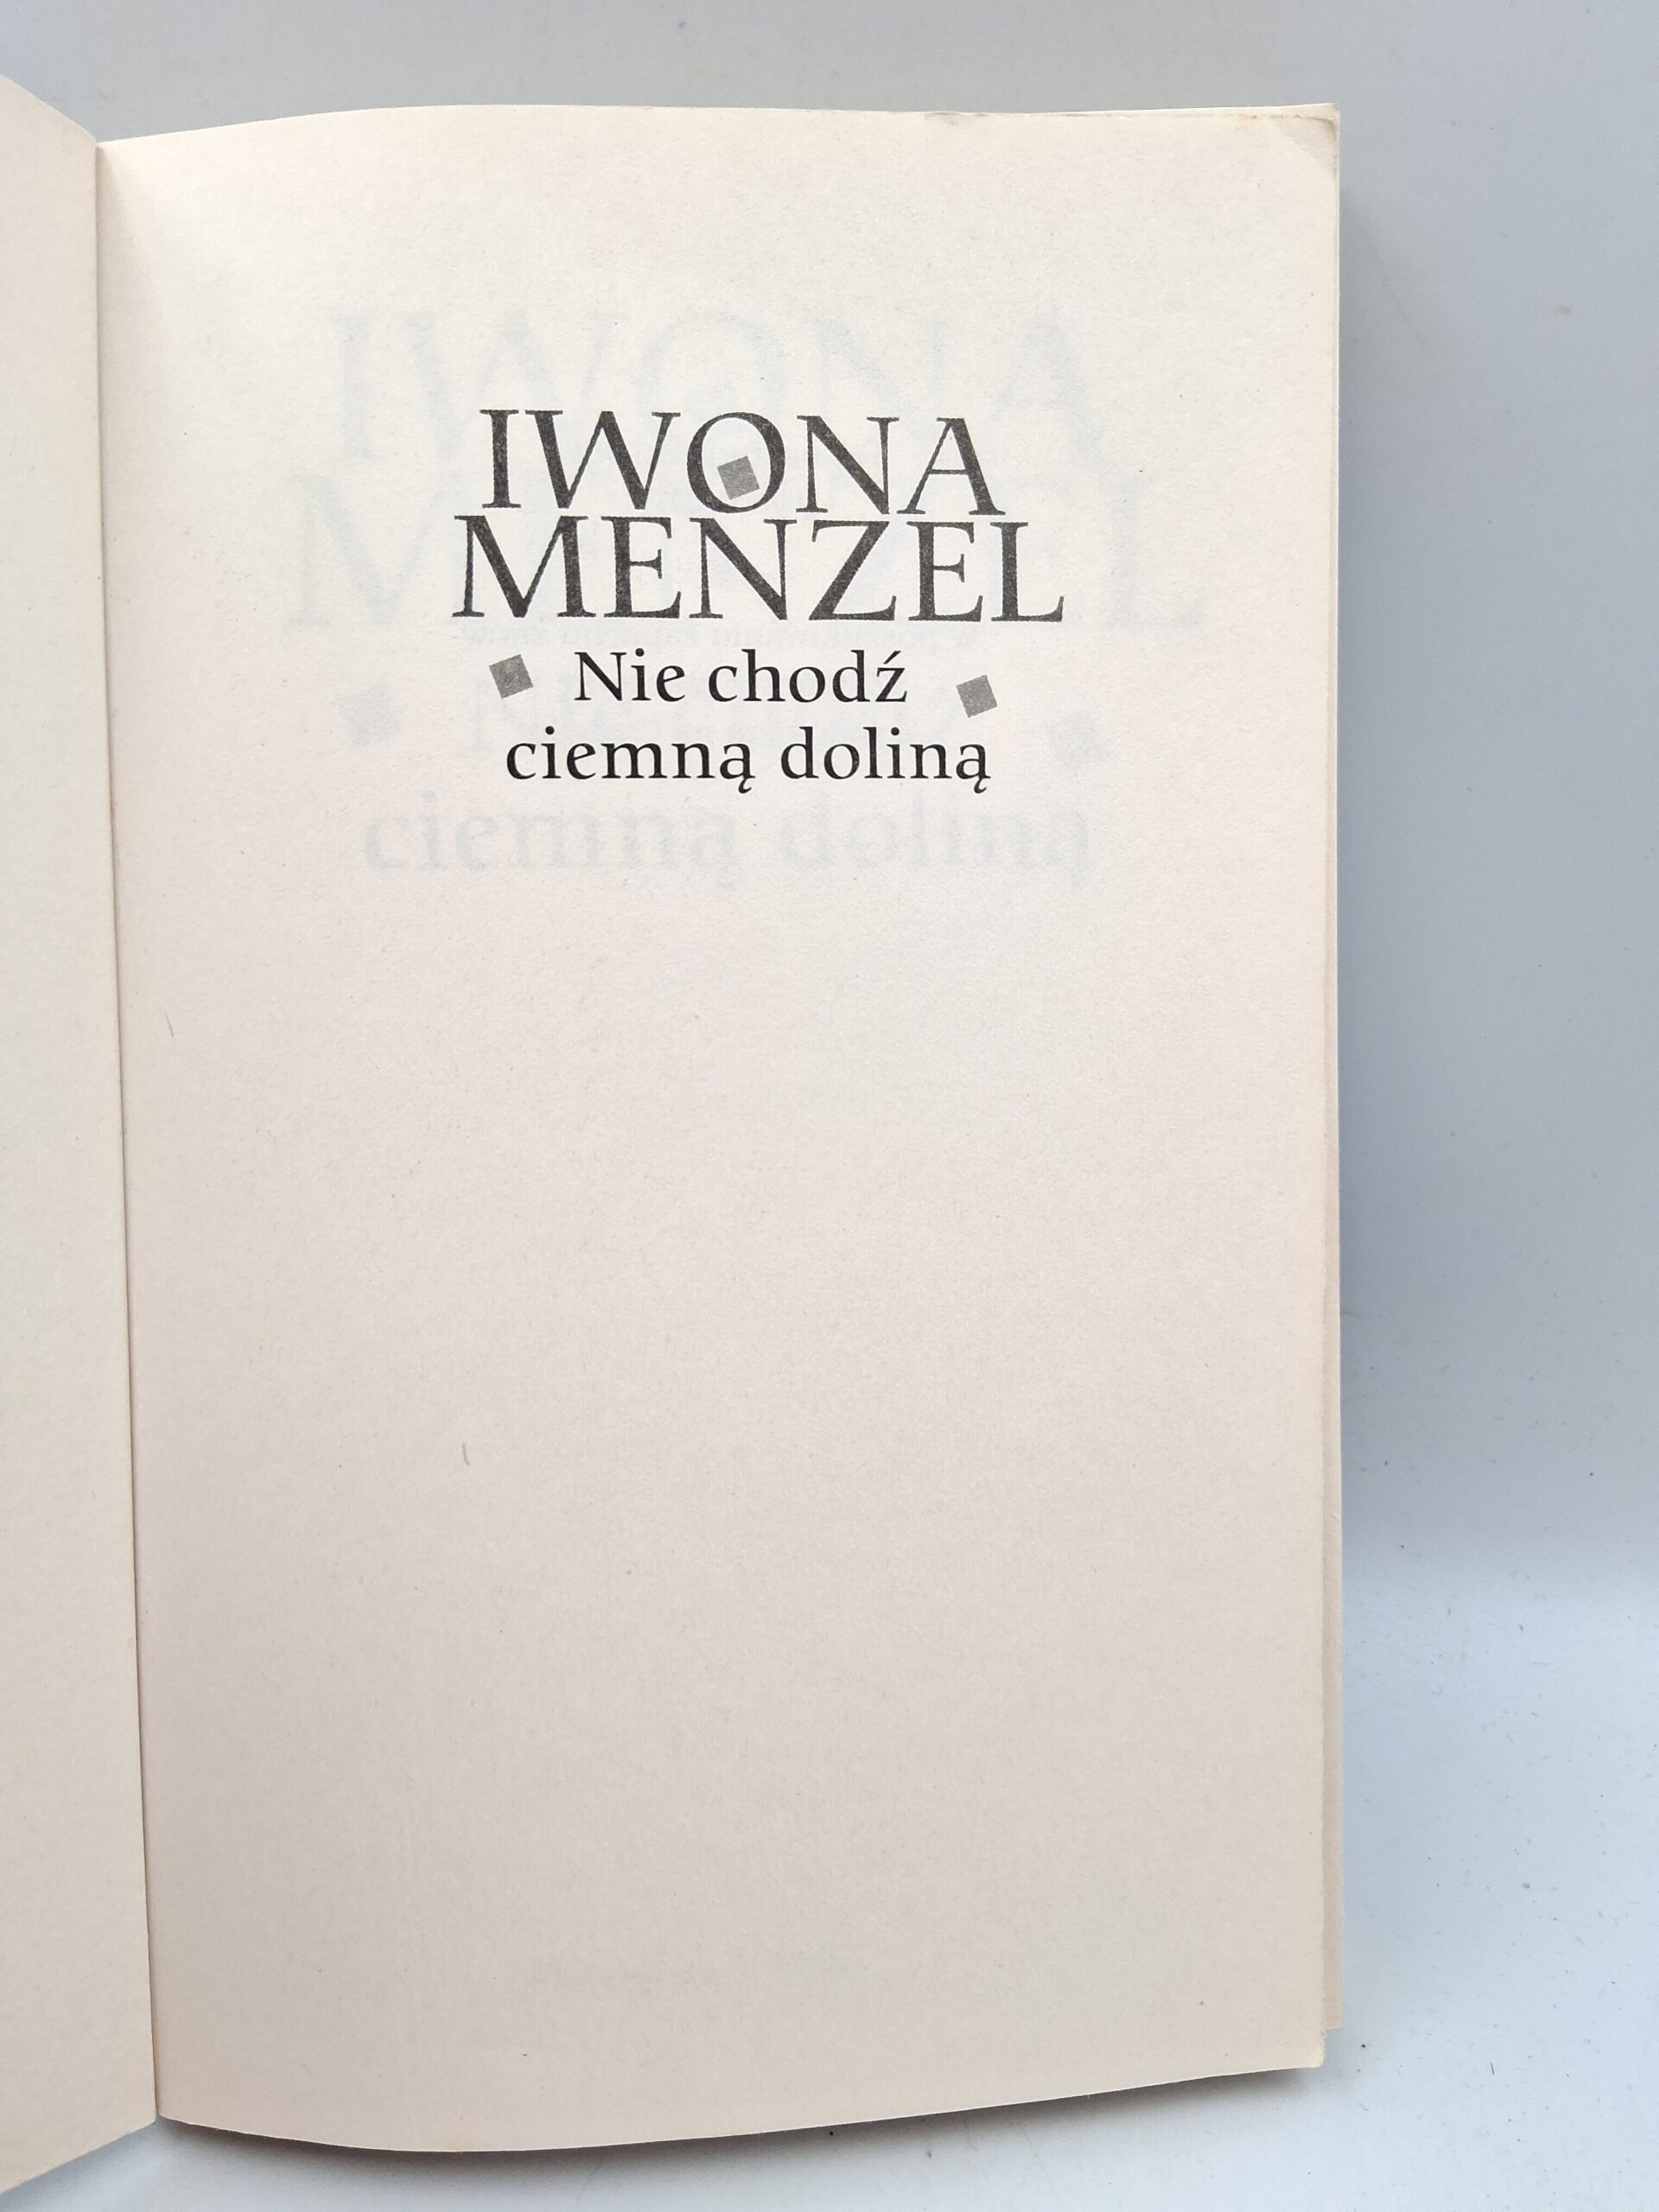 IWONA
MENZEL
Nie chodź
ciemną doliną